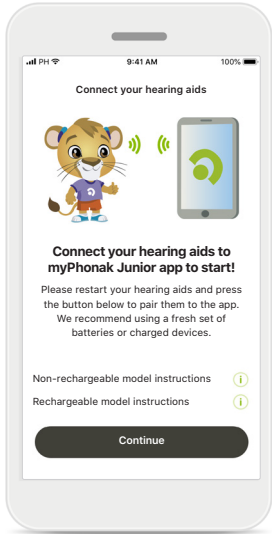 PH 9:41 AM 100%
Connect your hearing aids
Connect your hearing aids to
myPhonak Junior app to start!
Please restart your hearing aids and press
the button below to pair them to the app.
We recommend using a fresh set of
batteries or charged devices.
Non-rechargeable model instructions i
Rechargeable model instructions i
Continue